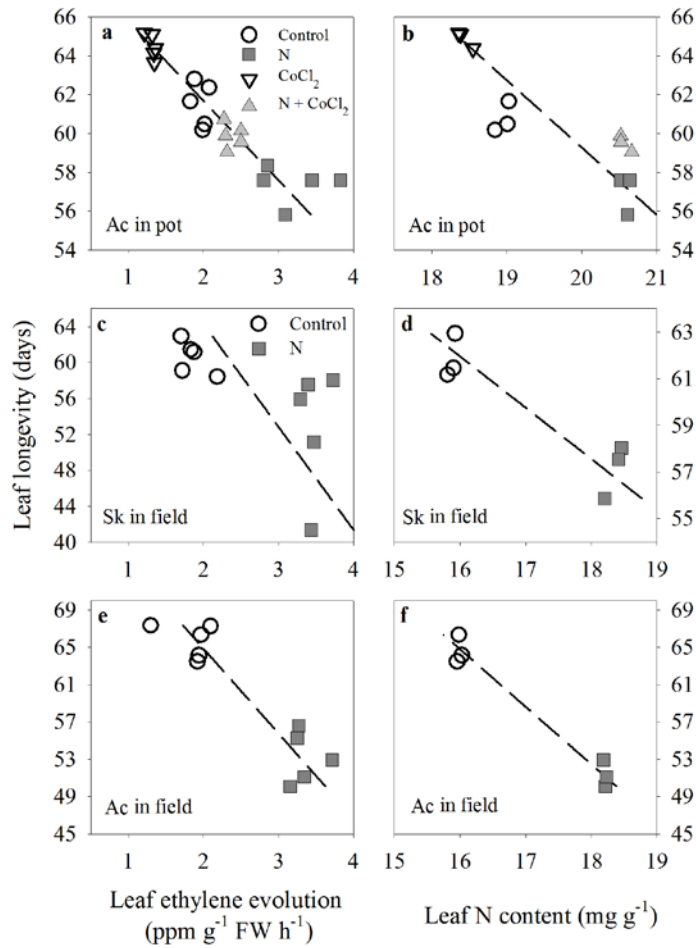 66
64
62
60
58
56
54
a
Control
N
CoCl₂
N + CoCl₂
Ac in pot
1 2 3 4
b
Ac in pot
66
64
62
60
58
56
54
18 19 20 21
Leaf longevity (days)
64
60
56
52
48
44
40
c
Control
N
Sk in field
1 2 3 4
d
Sk in field
63
61
59
57
55
15 16 17 18 19
69
65
61
57
53
49
45
e
Ac in field
1 2 3 4
f
Ac in field
69
65
61
57
53
49
45
15 16 17 18 19
Leaf ethylene evolution
(ppm g⁻¹ FW h⁻¹)
Leaf N content (mg g⁻¹)